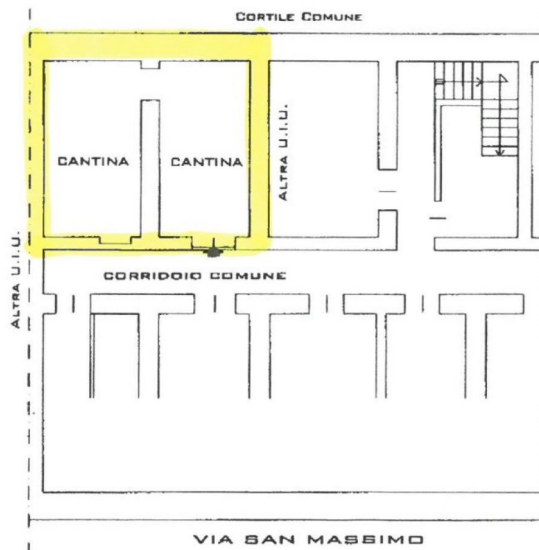 CORTILE COMUNE
CANTINA
CANTINA
ALTRA U.I.U.
CORRIDOIO COMUNE
ALTRA U.I.U.
VIA SAN MASSIMO